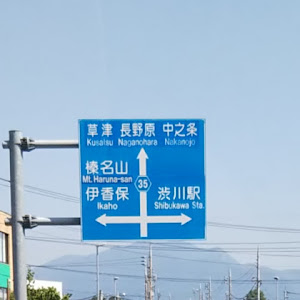 草津 長野原 中之条
Kusatsu Naganohara Nakanojo
榛名山
Mt.Haruna-san
35
伊香保
Ikaho
渋川駅
Shibukawa Sta.